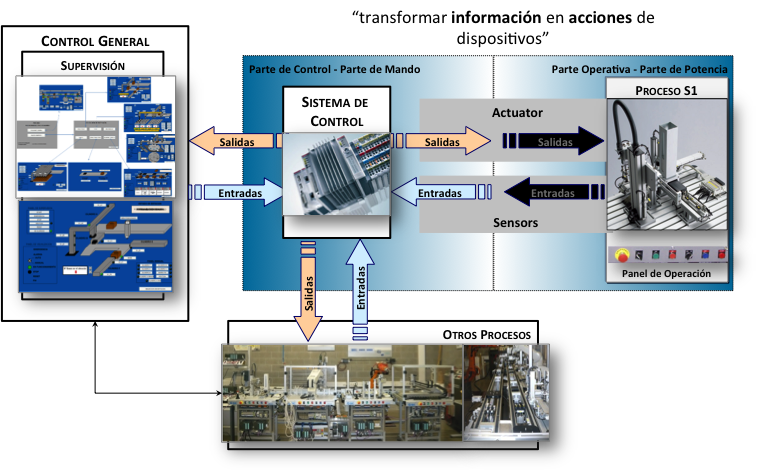 “transformar información en acciones de
dispositivos”
CONTROL GENERAL
SUPERVISIÓN
Parte de Control - Parte de Mando
Parte Operativa - Parte de Potencia
SISTEMA DE
CONTROL
Actuator
PROCESO S1
Salidas
Salidas
Salidas
Entradas
Entradas
Entradas
Sensors
Panel de Operación
Salidas
Entradas
OTROS PROCESOS